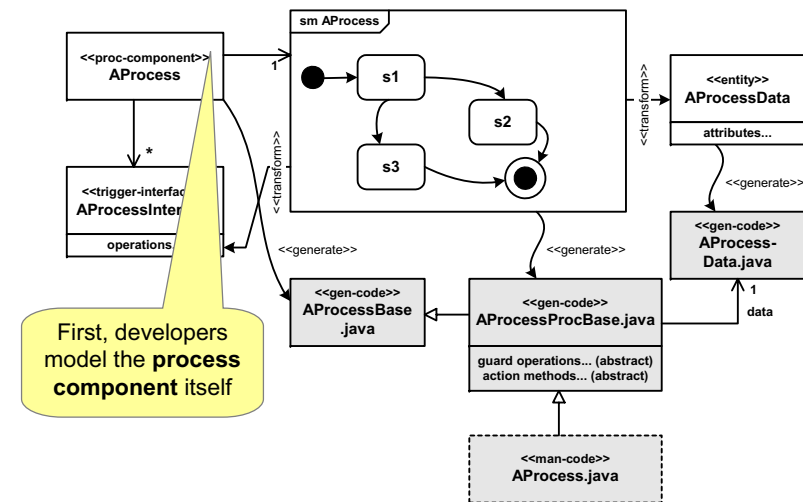 sm AProcess
<<proc-component>>
AProcess
1
s1
s2
s3
<<transform>>
<<entity>>
AProcessData
attributes...
*
<<trigger-interfac
AProcessInter
operations
<<transform>>
<<generate>>
<<generate>>
<<generate>>
<<gen-code>>
AProcess-
Data.java
<<gen-code>>
AProcessBase
.java
<<gen-code>>
AProcessProcBase.java
guard operations... (abstract)
action methods... (abstract)
1
data
First, developers
model the process
component itself
<<man-code>>
AProcess.java